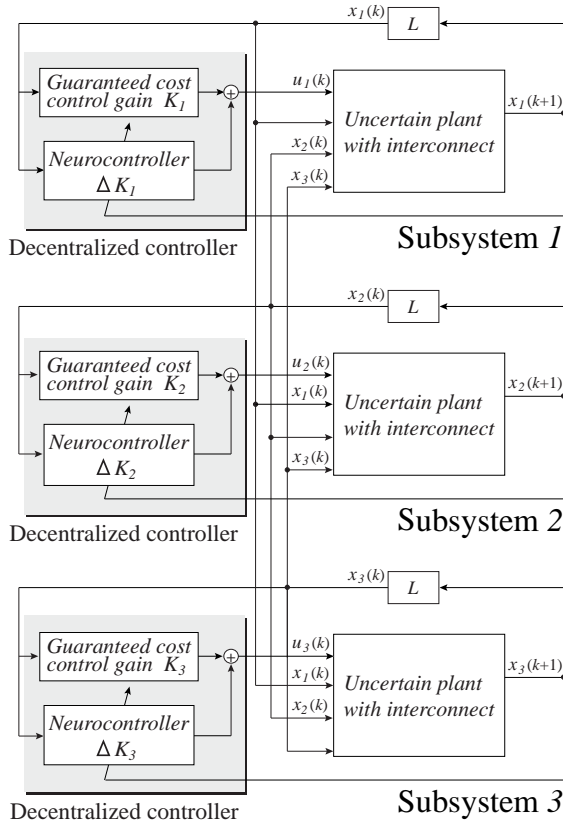 x1(k)
L
Guaranteed cost
control gain K1
+
u1(k)
Uncertain plant
with interconnect
x1(k+1)
Neurocontroller
Δ K1
x2(k)
x3(k)
Decentralized controller
Subsystem 1
x2(k)
L
Guaranteed cost
control gain K2
+
u2(k)
x1(k)
Uncertain plant
with interconnect
x2(k+1)
Neurocontroller
Δ K2
x3(k)
Decentralized controller
Subsystem 2
x3(k)
L
Guaranteed cost
control gain K3
+
u3(k)
x1(k)
Uncertain plant
with interconnect
x3(k+1)
Neurocontroller
Δ K3
x2(k)
Decentralized controller
Subsystem 3